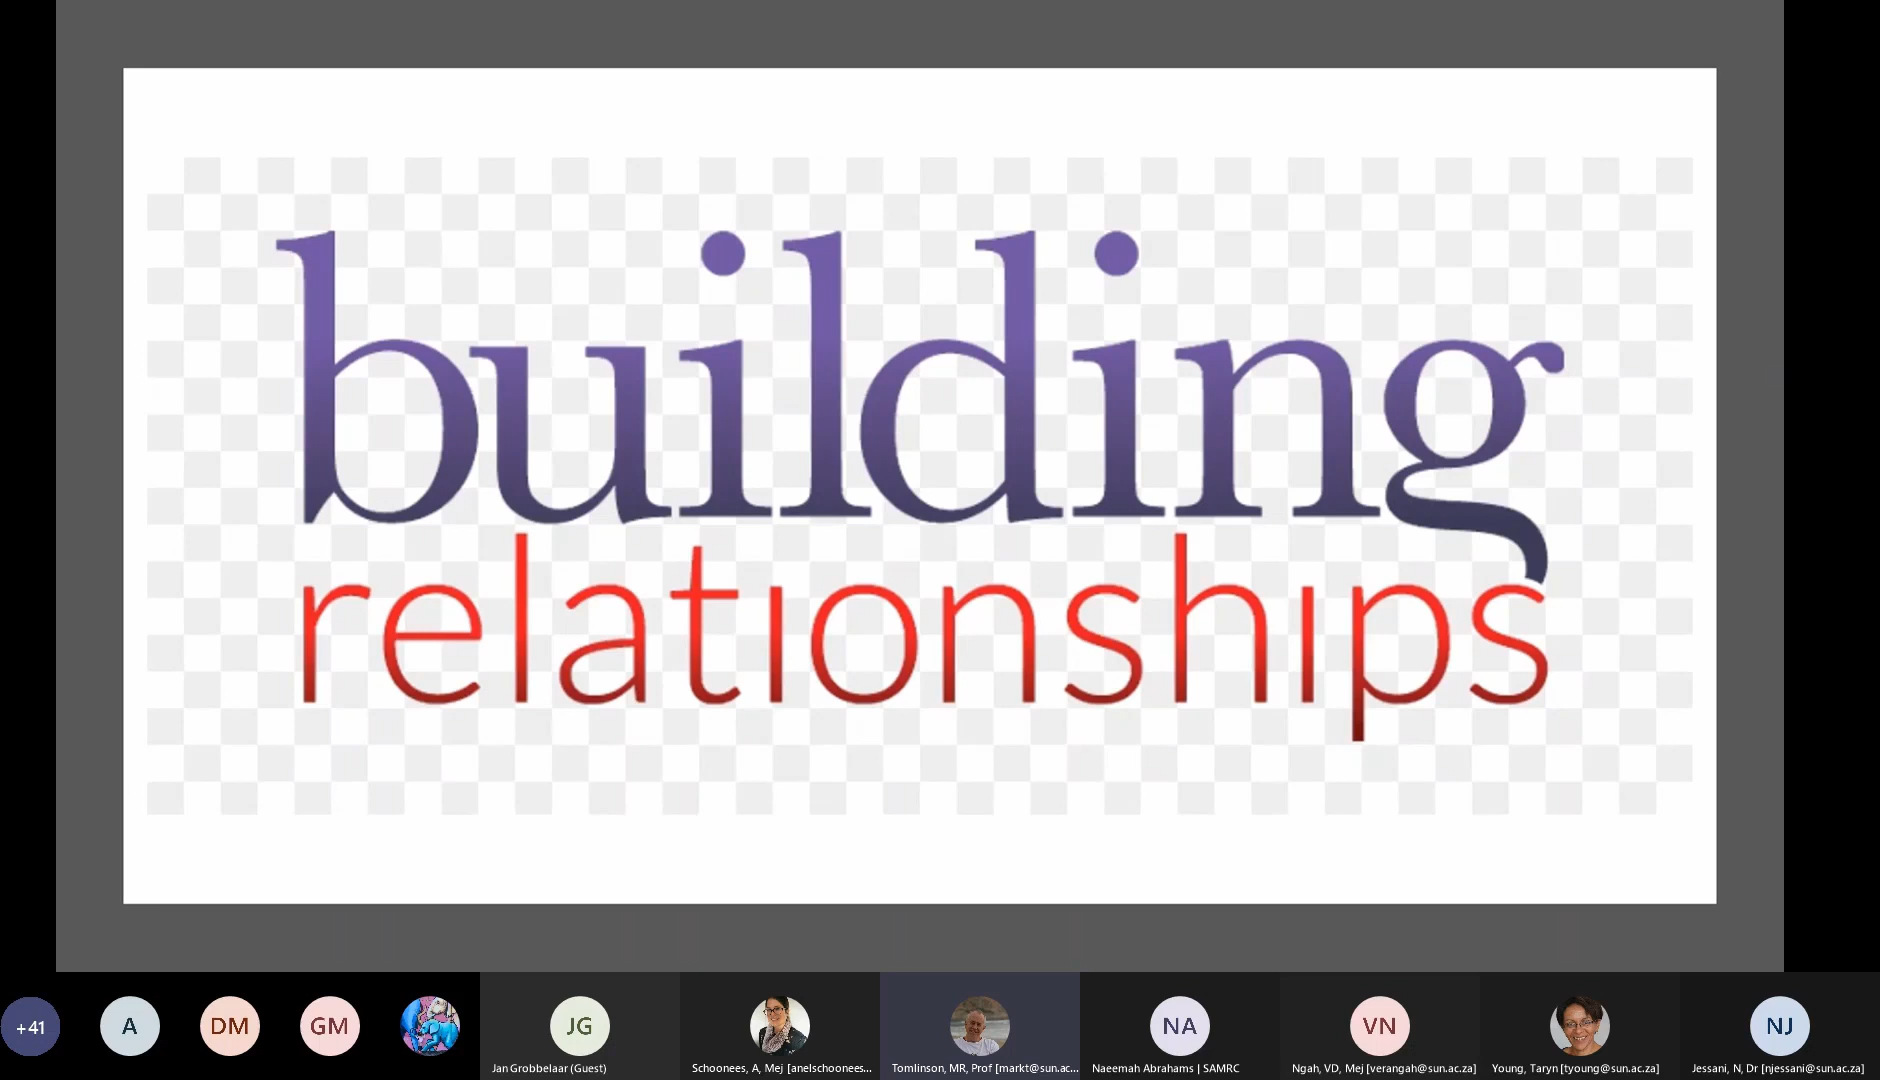 building
relationships
+41
A
DM
GM
JG
NA
VN
NJ
Jan Grobbelaar (Guest)
Schoonees, A, Mej [anelschoonees...
Tomlinson, MR, Prof [markt@sun.ac...
Naeemah Abrahams | SAMRC
Ngah, VD, Mej [verangah@sun.ac.za]
Young, Taryn [tyoung@sun.ac.za]
Jessani, N, Dr [njessani@sun.ac.za]